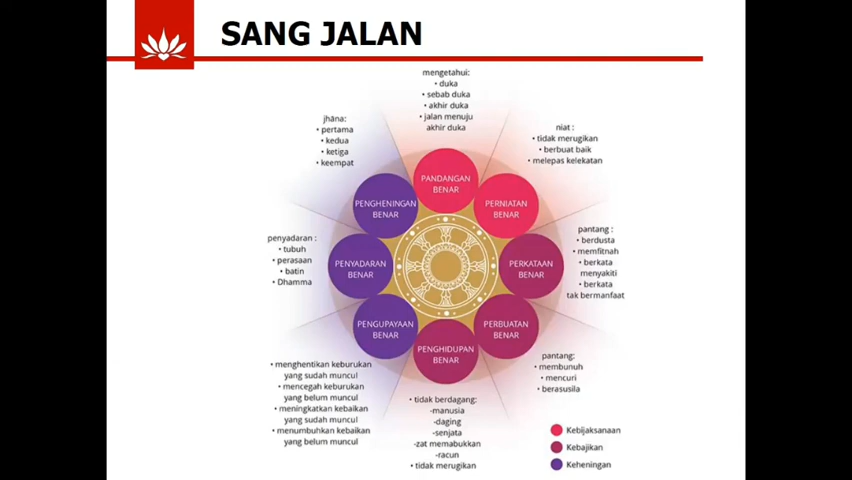 SANG JALAN
mengetahui:
• duka
• sebab duka
• akhir duka
• jalan menuju
akhir duka
niat :
• tidak merugikan
• berbuat baik
• melepas kelekatan
pantang :
• berdusta
• memfitnah
• berkata
menyakiti
• berkata
tak bermanfaat
pantang:
• membunuh
• mencuri
• berasusila
• tidak berdagang:
-manusia
-daging
-senjata
-zat memabukkan
-racun
• tidak merugikan
• menghentikan keburukan
yang sudah muncul
• mencegah keburukan
yang belum muncul
• meningkatkan kebaikan
yang sudah muncul
• menumbuhkan kebaikan
yang belum muncul
penyadaran :
• tubuh
• perasaan
• batin
• Dhamma
jhāna:
• pertama
• kedua
• ketiga
• keempat
PANDANGAN
BENAR
PERNIATAN
BENAR
PERKATAAN
BENAR
PERBUATAN
BENAR
PENGHIDUPAN
BENAR
PENGUPAYAAN
BENAR
PENYADARAN
BENAR
PENGHENINGAN
BENAR
Kebijaksanaan
Kebajikan
Keheningan